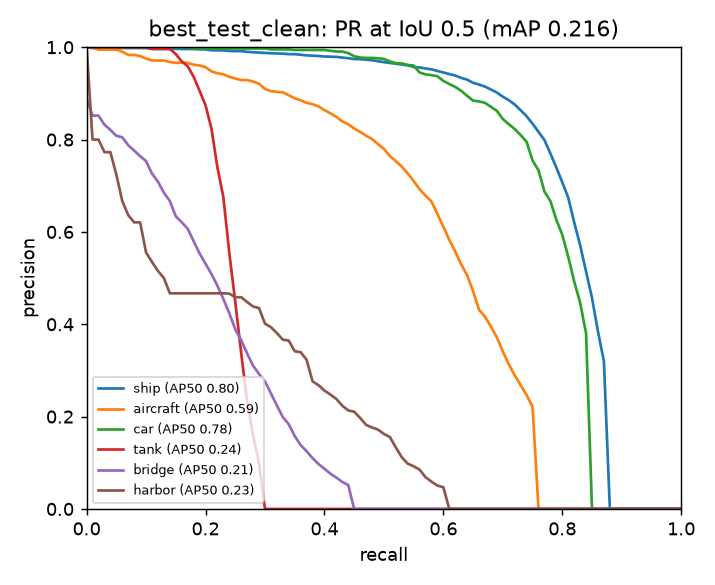 best_test_clean: PR at IoU 0.5 (mAP 0.216)
1.0
0.8
0.6
0.4
0.2
0.0
precision
ship (AP50 0.80)
aircraft (AP50 0.59)
car (AP50 0.78)
tank (AP50 0.24)
bridge (AP50 0.21)
harbor (AP50 0.23)
0.0 0.2 0.4 0.6 0.8 1.0
recall